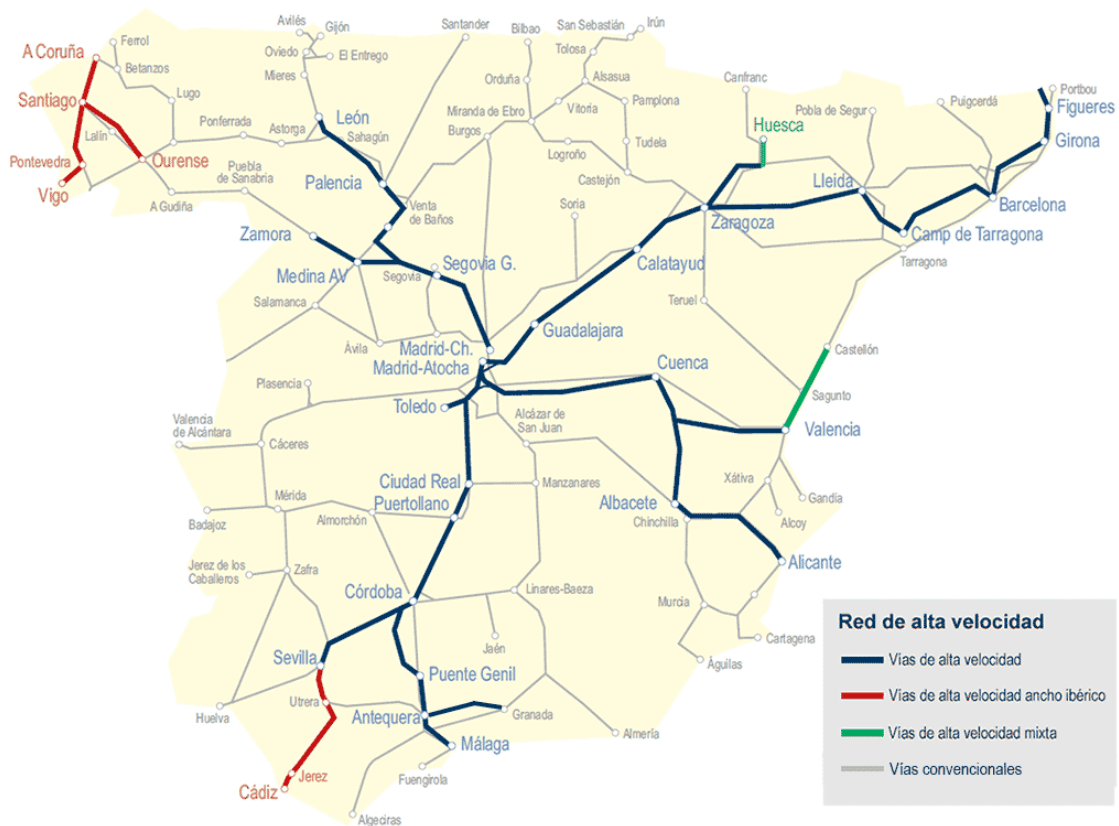 Santander
Bilbao
Irún
San Sebastián
Avilés
Gijón
Ferrol
A Coruña
Oviedo
El Entrego
Tolosa
Betanzos
Mieres
Orduña
Alsasua
Canfranc
Portbou
Santiago
Lugo
Vitoria
Pamplona
Pobla de Segur
Puigcerdá
Figueres
León
Miranda de Ebro
Lalín
Ponferrada
Astorga
Sahagún
Burgos
Huesca
Girona
Pontevedra
Ourense
Logroño
Tudela
Vigo
Puebla
de Sanabria
Palencia
Castejón
Lleida
A Gudiña
Venta
de Baños
Soria
Zaragoza
Barcelona
Zamora
Camp de Tarragona
Medina AV
Segovia
Segovia G.
Calatayud
Tarragona
Salamanca
Teruel
Guadalajara
Ávila
Madrid-Ch.
Castellón
Madrid-Atocha
Cuenca
Plasencia
Sagunto
Toledo
Valencia
de Alcántara
Alcázar de
San Juan
Valencia
Cáceres
Ciudad Real
Manzanares
Xátiva
Mérida
Puertollano
Albacete
Gandia
Badajoz
Almorchón
Chinchilla
Alcoy
Jerez de los
Caballeros
Zafra
Alicante
Córdoba
Linares-Baeza
Murcia
Jaén
Cartagena
Sevilla
Águilas
Puente Genil
Utrera
Huelva
Antequera
Granada
Almería
Málaga
Jerez
Fuengirola
Cádiz
Algeciras
Red de alta velocidad
Vías de alta velocidad
Vías de alta velocidad ancho ibérico
Vías de alta velocidad mixta
Vías convencionales